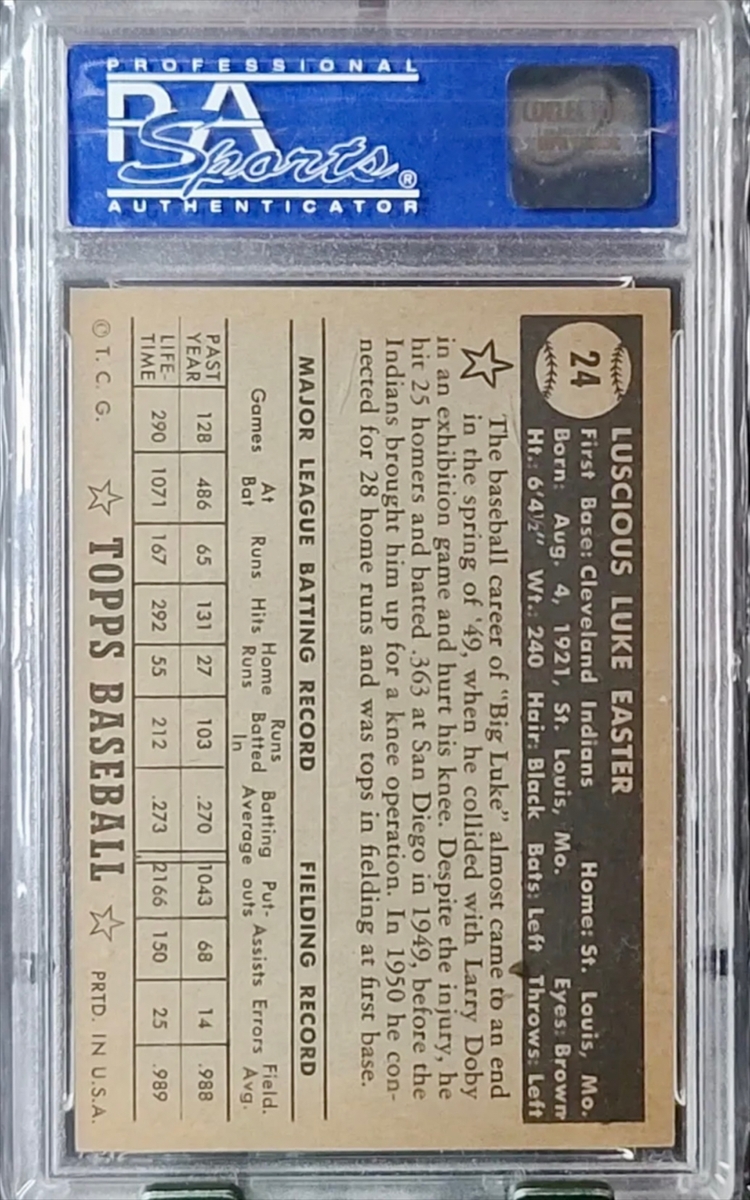 PROFESSIONAL
PSA
Sports®
AUTHENTICATOR
24
LUSCIOUS LUKE EASTER
First Base: Cleveland Indians Home: St. Louis, Mo.
Born: Aug. 4, 1921, St. Louis, Mo. Eyes: Brown
Ht.: 6'4½" Wt.: 240 Hair: Black Bats: Left Throws: Left
The baseball career of "Big Luke" almost came to an end
in the spring of '49, when he collided with Larry Doby
in an exhibition game and hurt his knee. Despite the injury, he
hit 25 homers and batted .363 at San Diego in 1949, before the
Indians brought him up for a knee operation. In 1950 he con-
nected for 28 home runs and was tops in fielding at first base.
MAJOR LEAGUE BATTING RECORD FIELDING RECORD
Games At Bat Runs Hits Home Runs Runs Batted In Batting Average Put-outs Assists Errors Field. Avg.
PAST YEAR 128 486 65 131 27 103 .270 1043 68 14 .988
LIFE-TIME 290 1071 167 292 55 212 .273 2166 150 25 .989
© T. C. G. TOPPS BASEBALL PRTD. IN U.S.A.